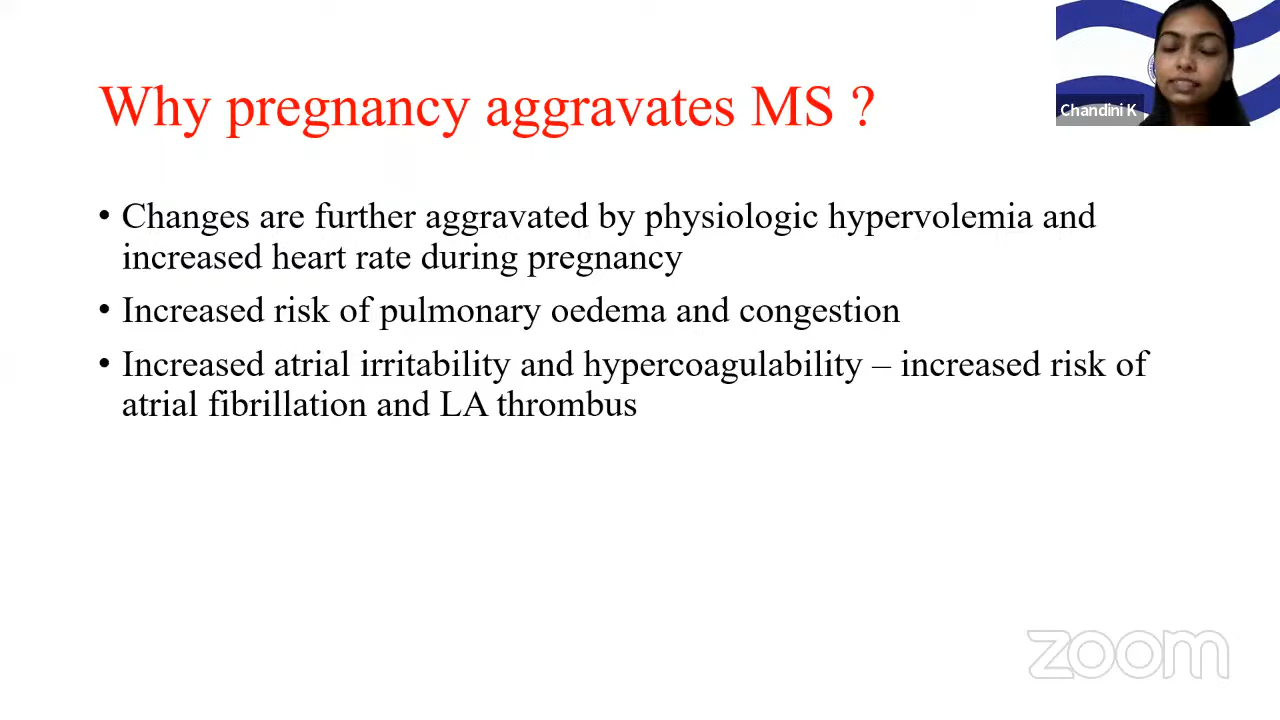 Why pregnancy aggravates MS ?
Chandini K
• Changes are further aggravated by physiologic hypervolemia and
increased heart rate during pregnancy
• Increased risk of pulmonary oedema and congestion
• Increased atrial irritability and hypercoagulability – increased risk of
atrial fibrillation and LA thrombus
zoom